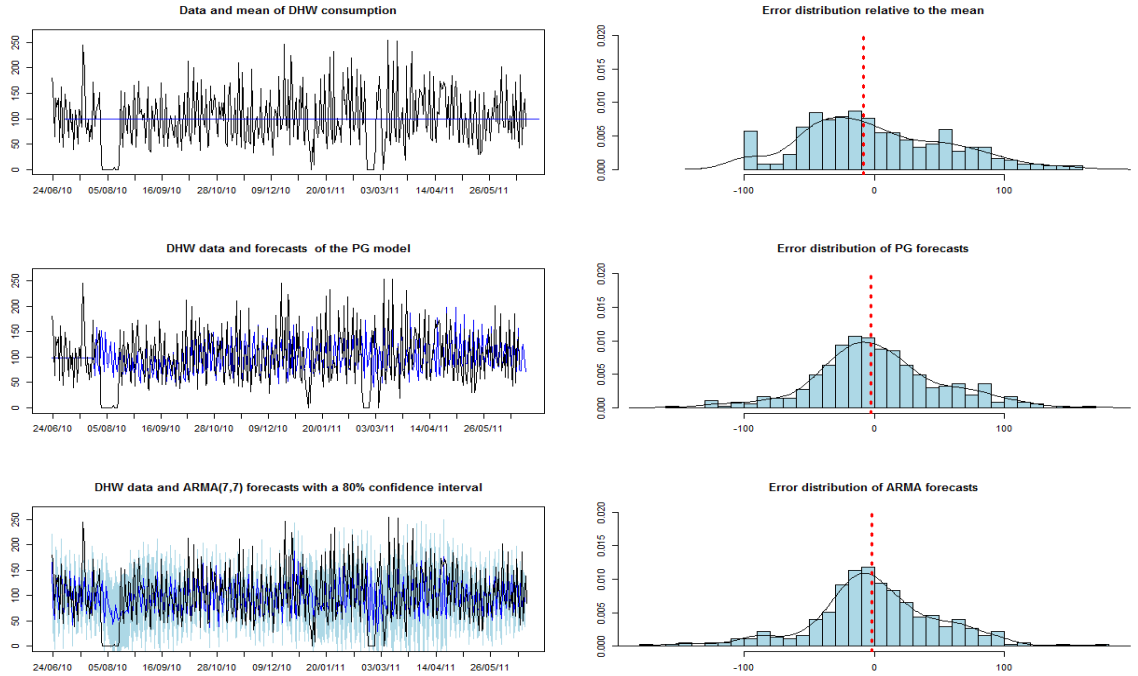 Data and mean of DHW consumption
250
200
150
100
50
0
24/06/10 05/08/10 16/09/10 28/10/10 09/12/10 20/01/11 03/03/11 14/04/11 26/05/11
Error distribution relative to the mean
0.020
0.015
0.010
0.005
0.000
-100 0 100
DHW data and forecasts of the PG model
250
200
150
100
50
0
24/06/10 05/08/10 16/09/10 28/10/10 09/12/10 20/01/11 03/03/11 14/04/11 26/05/11
Error distribution of PG forecasts
0.020
0.015
0.010
0.005
0.000
-100 0 100
DHW data and ARMA(7,7) forecasts with a 80% confidence interval
250
200
150
100
50
0
24/06/10 05/08/10 16/09/10 28/10/10 09/12/10 20/01/11 03/03/11 14/04/11 26/05/11
Error distribution of ARMA forecasts
0.020
0.015
0.010
0.005
0.000
-100 0 100